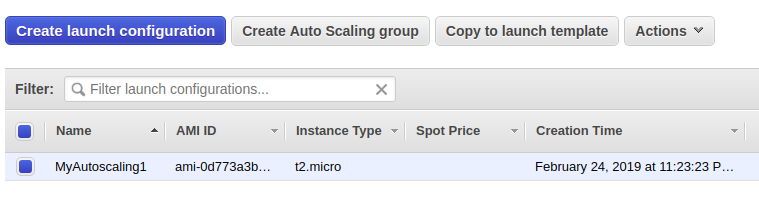 Create launch configuration Create Auto Scaling group Copy to launch template Actions
Filter: Filter launch configurations...
Name AMI ID Instance Type Spot Price Creation Time
MyAutoscaling1 ami-0d773a3b… t2.micro February 24, 2019 at 11:23:23 P…